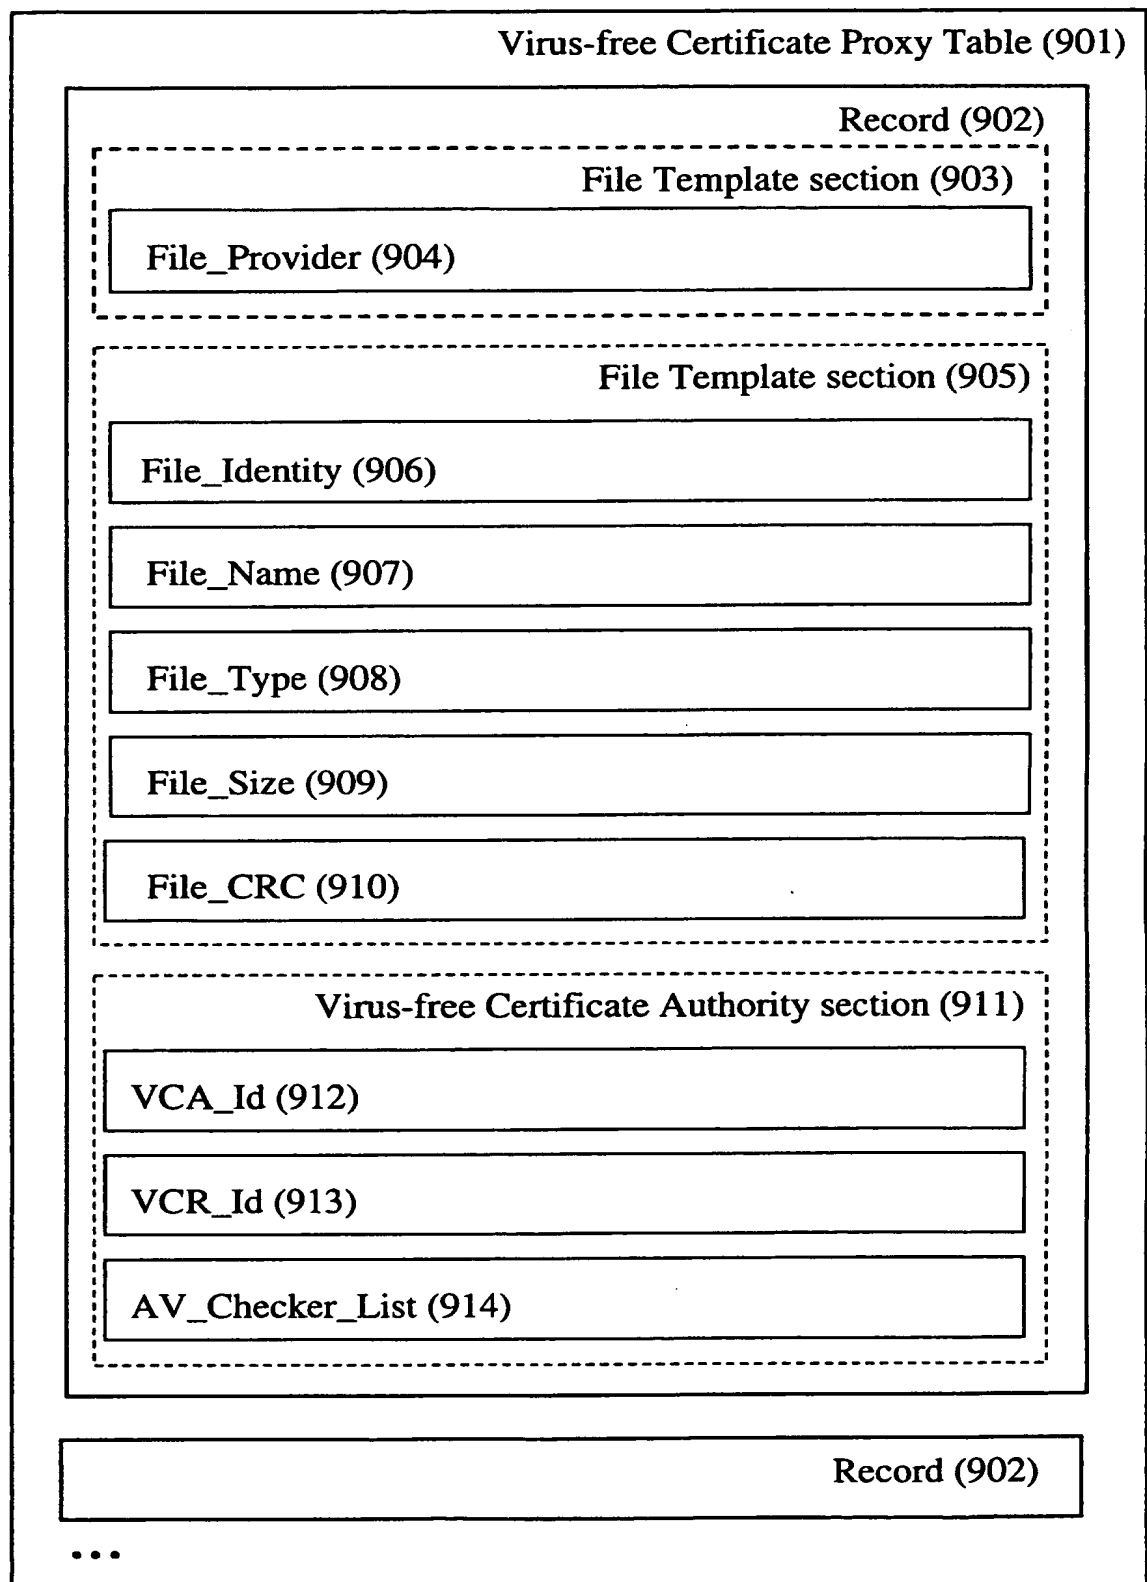 Virus-free Certificate Proxy Table (901)
Record (902)
File Template section (903)
File_Provider (904)
File Template section (905)
File_Identity (906)
File_Name (907)
File_Type (908)
File_Size (909)
File_CRC (910)
Virus-free Certificate Authority section (911)
VCA_Id (912)
VCR_Id (913)
AV_Checker_List (914)
Record (902)
...